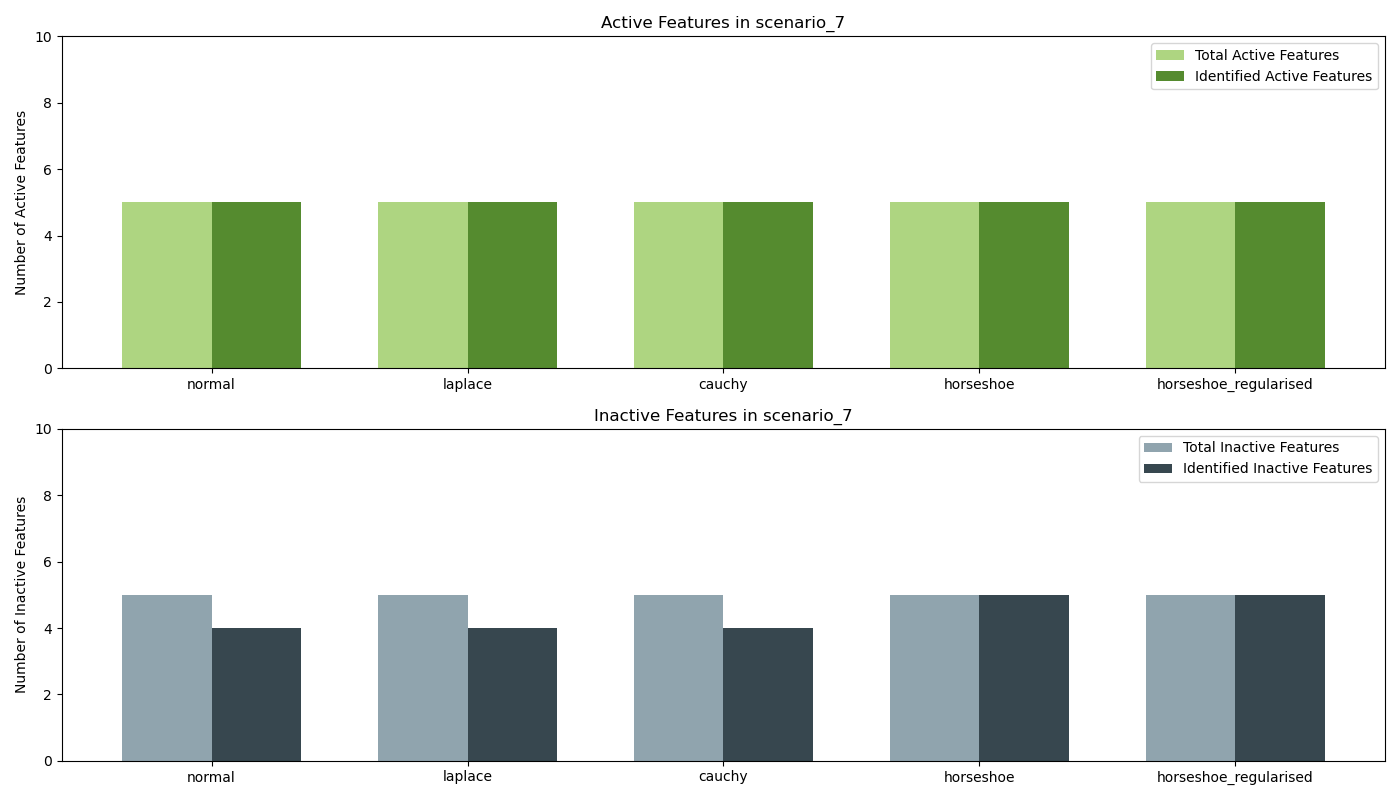 Active Features in scenario_7
10
8
6
4
2
0
Number of Active Features
Total Active Features
Identified Active Features
normal laplace cauchy horseshoe horseshoe_regularised
Inactive Features in scenario_7
10
8
6
4
2
0
Number of Inactive Features
Total Inactive Features
Identified Inactive Features
normal laplace cauchy horseshoe horseshoe_regularised